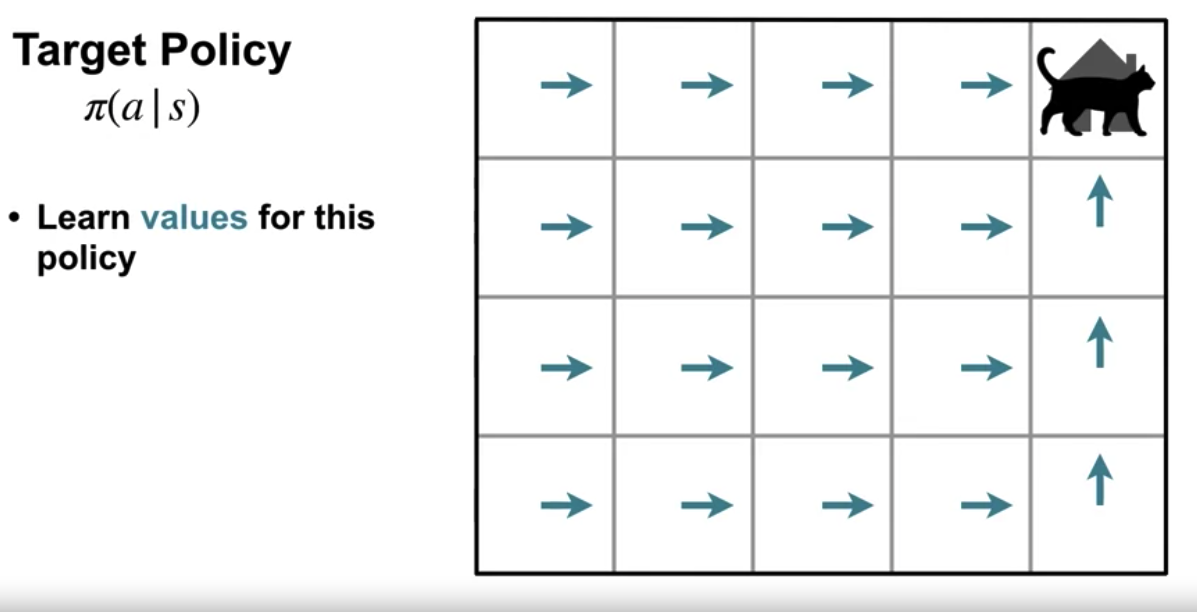 Target Policy
π(a|s)
• Learn values for this
policy